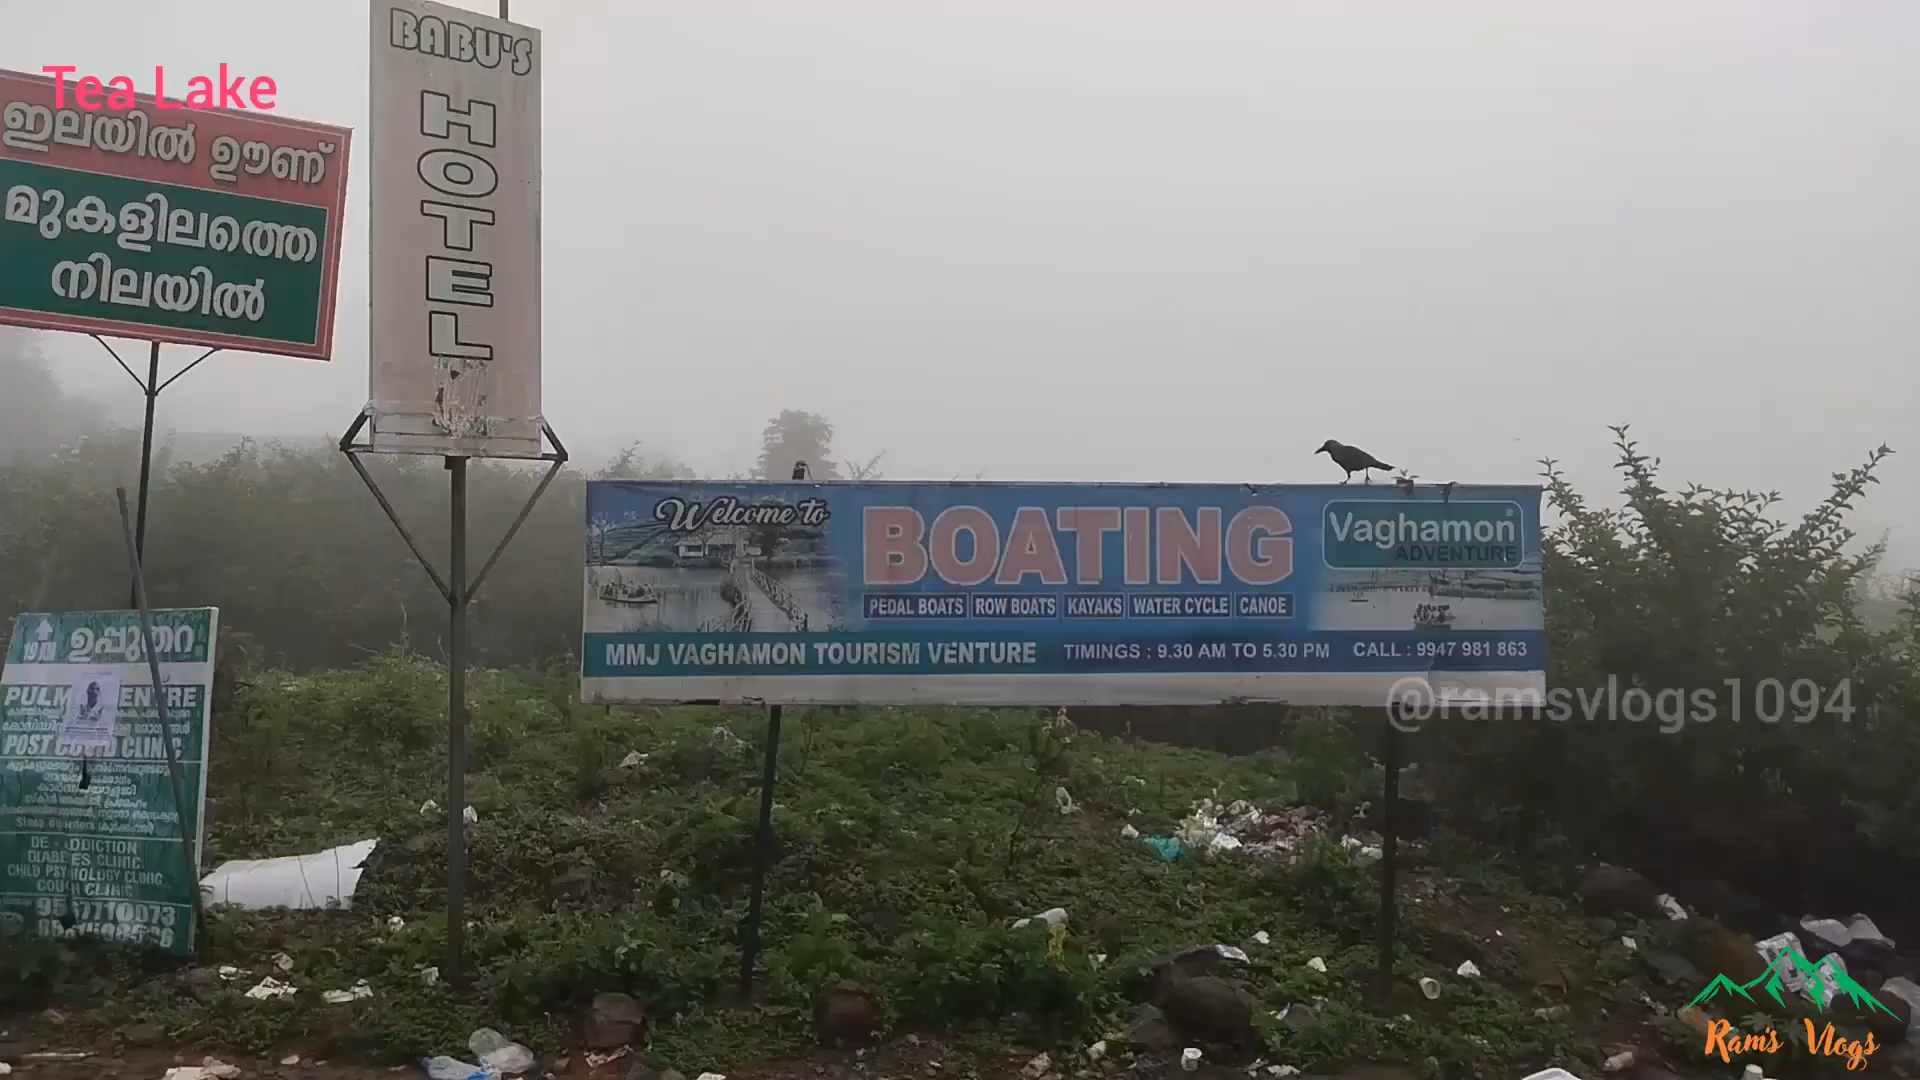 Tea Lake
ഇലയിൽ ഊണ്
മുകളിലത്തെ
നിലയിൽ
BABU'S
HOTEL
Welcome to
BOATING
Vaghamon
ADVENTURE
PEDAL BOATS ROW BOATS KAYAKS WATER CYCLE CANOE
MMJ VAGHAMON TOURISM VENTURE TIMINGS : 9.30 AM TO 5.30 PM CALL : 9947 981 863
@ramsvlogs1094
ഉപ്പുതറ
POST CLINIC
DIABETES CLINIC
CHILD PSYCHOLOGY CLINIC
COUGH CLINIC
Ram's Vlogs